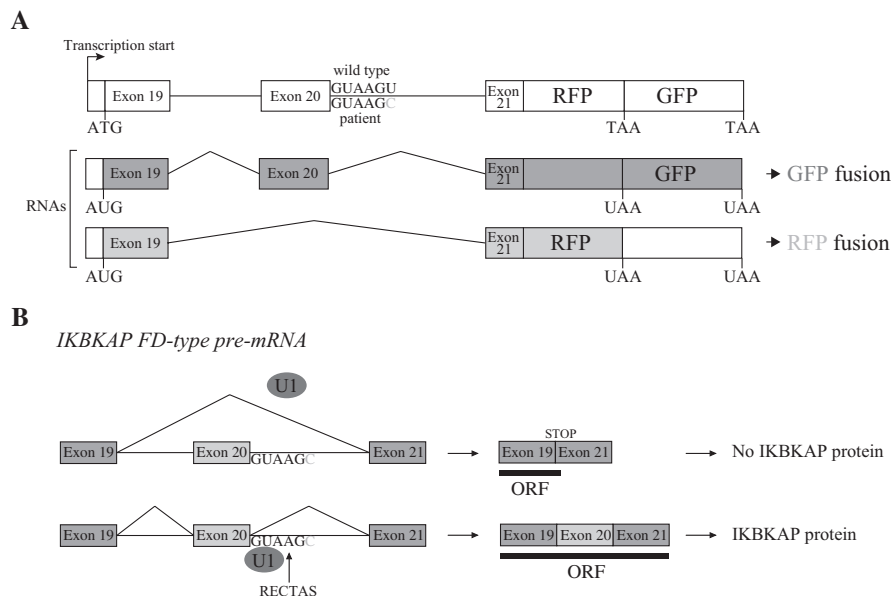 A
Transcription start
wild type
GUAAGU
GUAAGC
patient
Exon 19
Exon 20
Exon 21
RFP
GFP
ATG
TAA
TAA
RNAs
Exon 19
Exon 20
Exon 21
GFP
GFP fusion
AUG
UAA
UAA
Exon 19
Exon 21
RFP
RFP fusion
AUG
UAA
UAA
B
IKBKAP FD-type pre-mRNA
U1
Exon 19
Exon 20
GUAAGC
Exon 21
STOP
Exon 19
Exon 21
ORF
No IKBKAP protein
Exon 19
Exon 20
GUAAGC
Exon 21
U1
RECTAS
Exon 19
Exon 20
Exon 21
ORF
IKBKAP protein